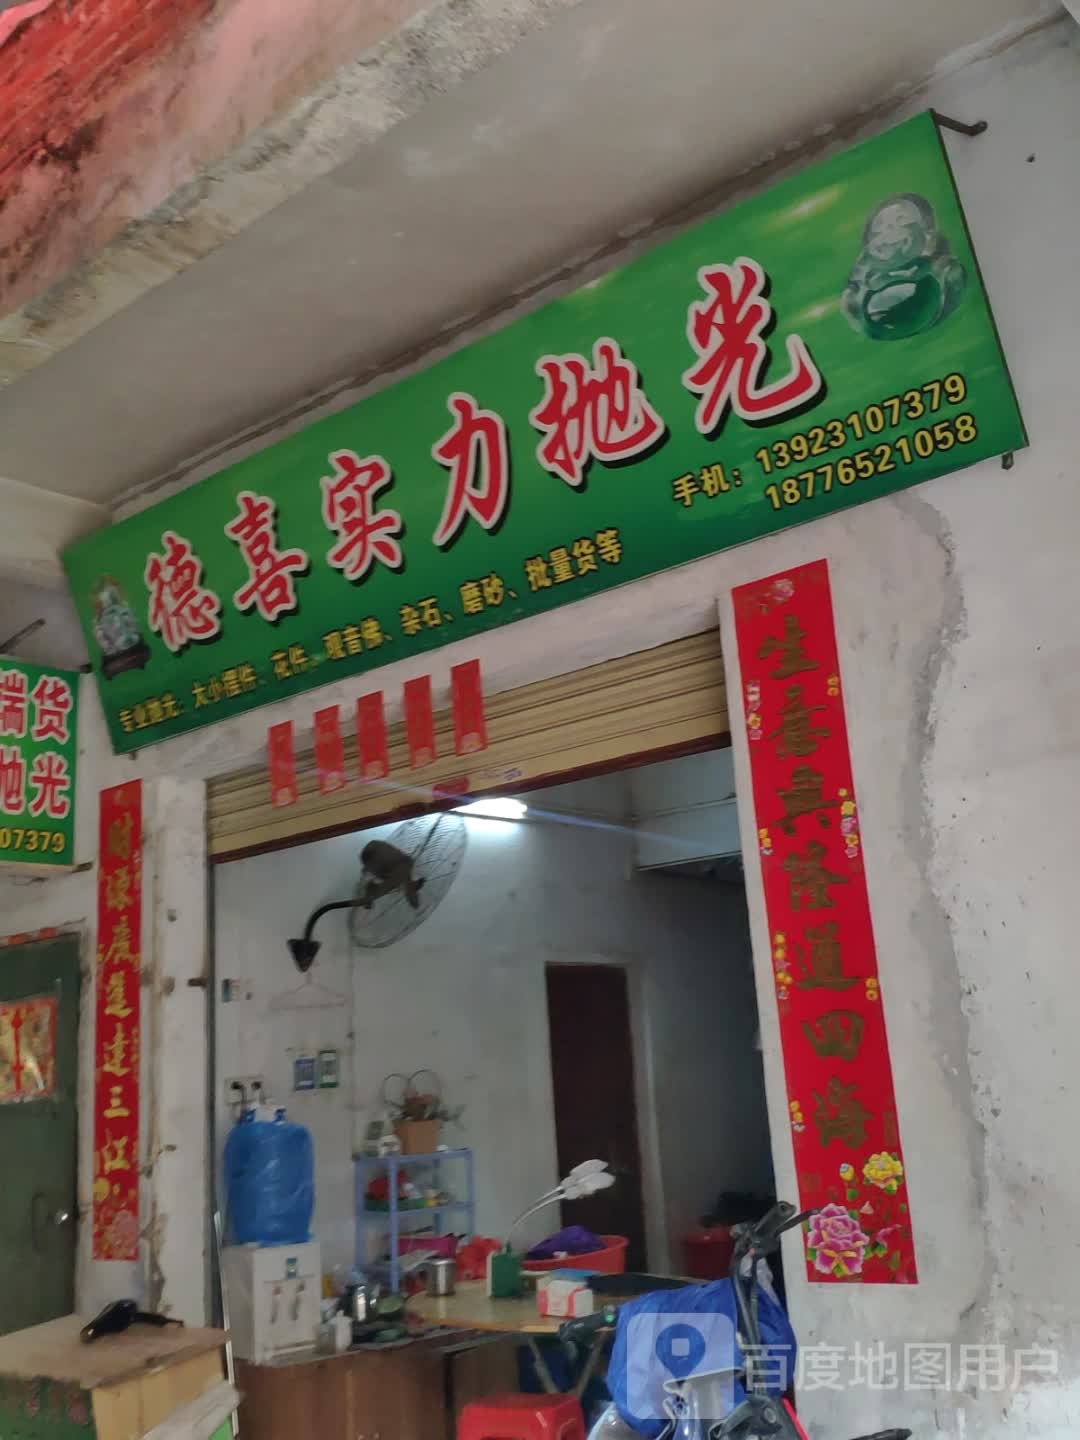 德喜实力抛光
手机：13923107379
18776521058
专业抛光：大小摆件、花件、观音佛、杂石、磨砂、批量货等
货
抛光
07379
财源广进达三江
生意兴隆通四海
百度地图用户